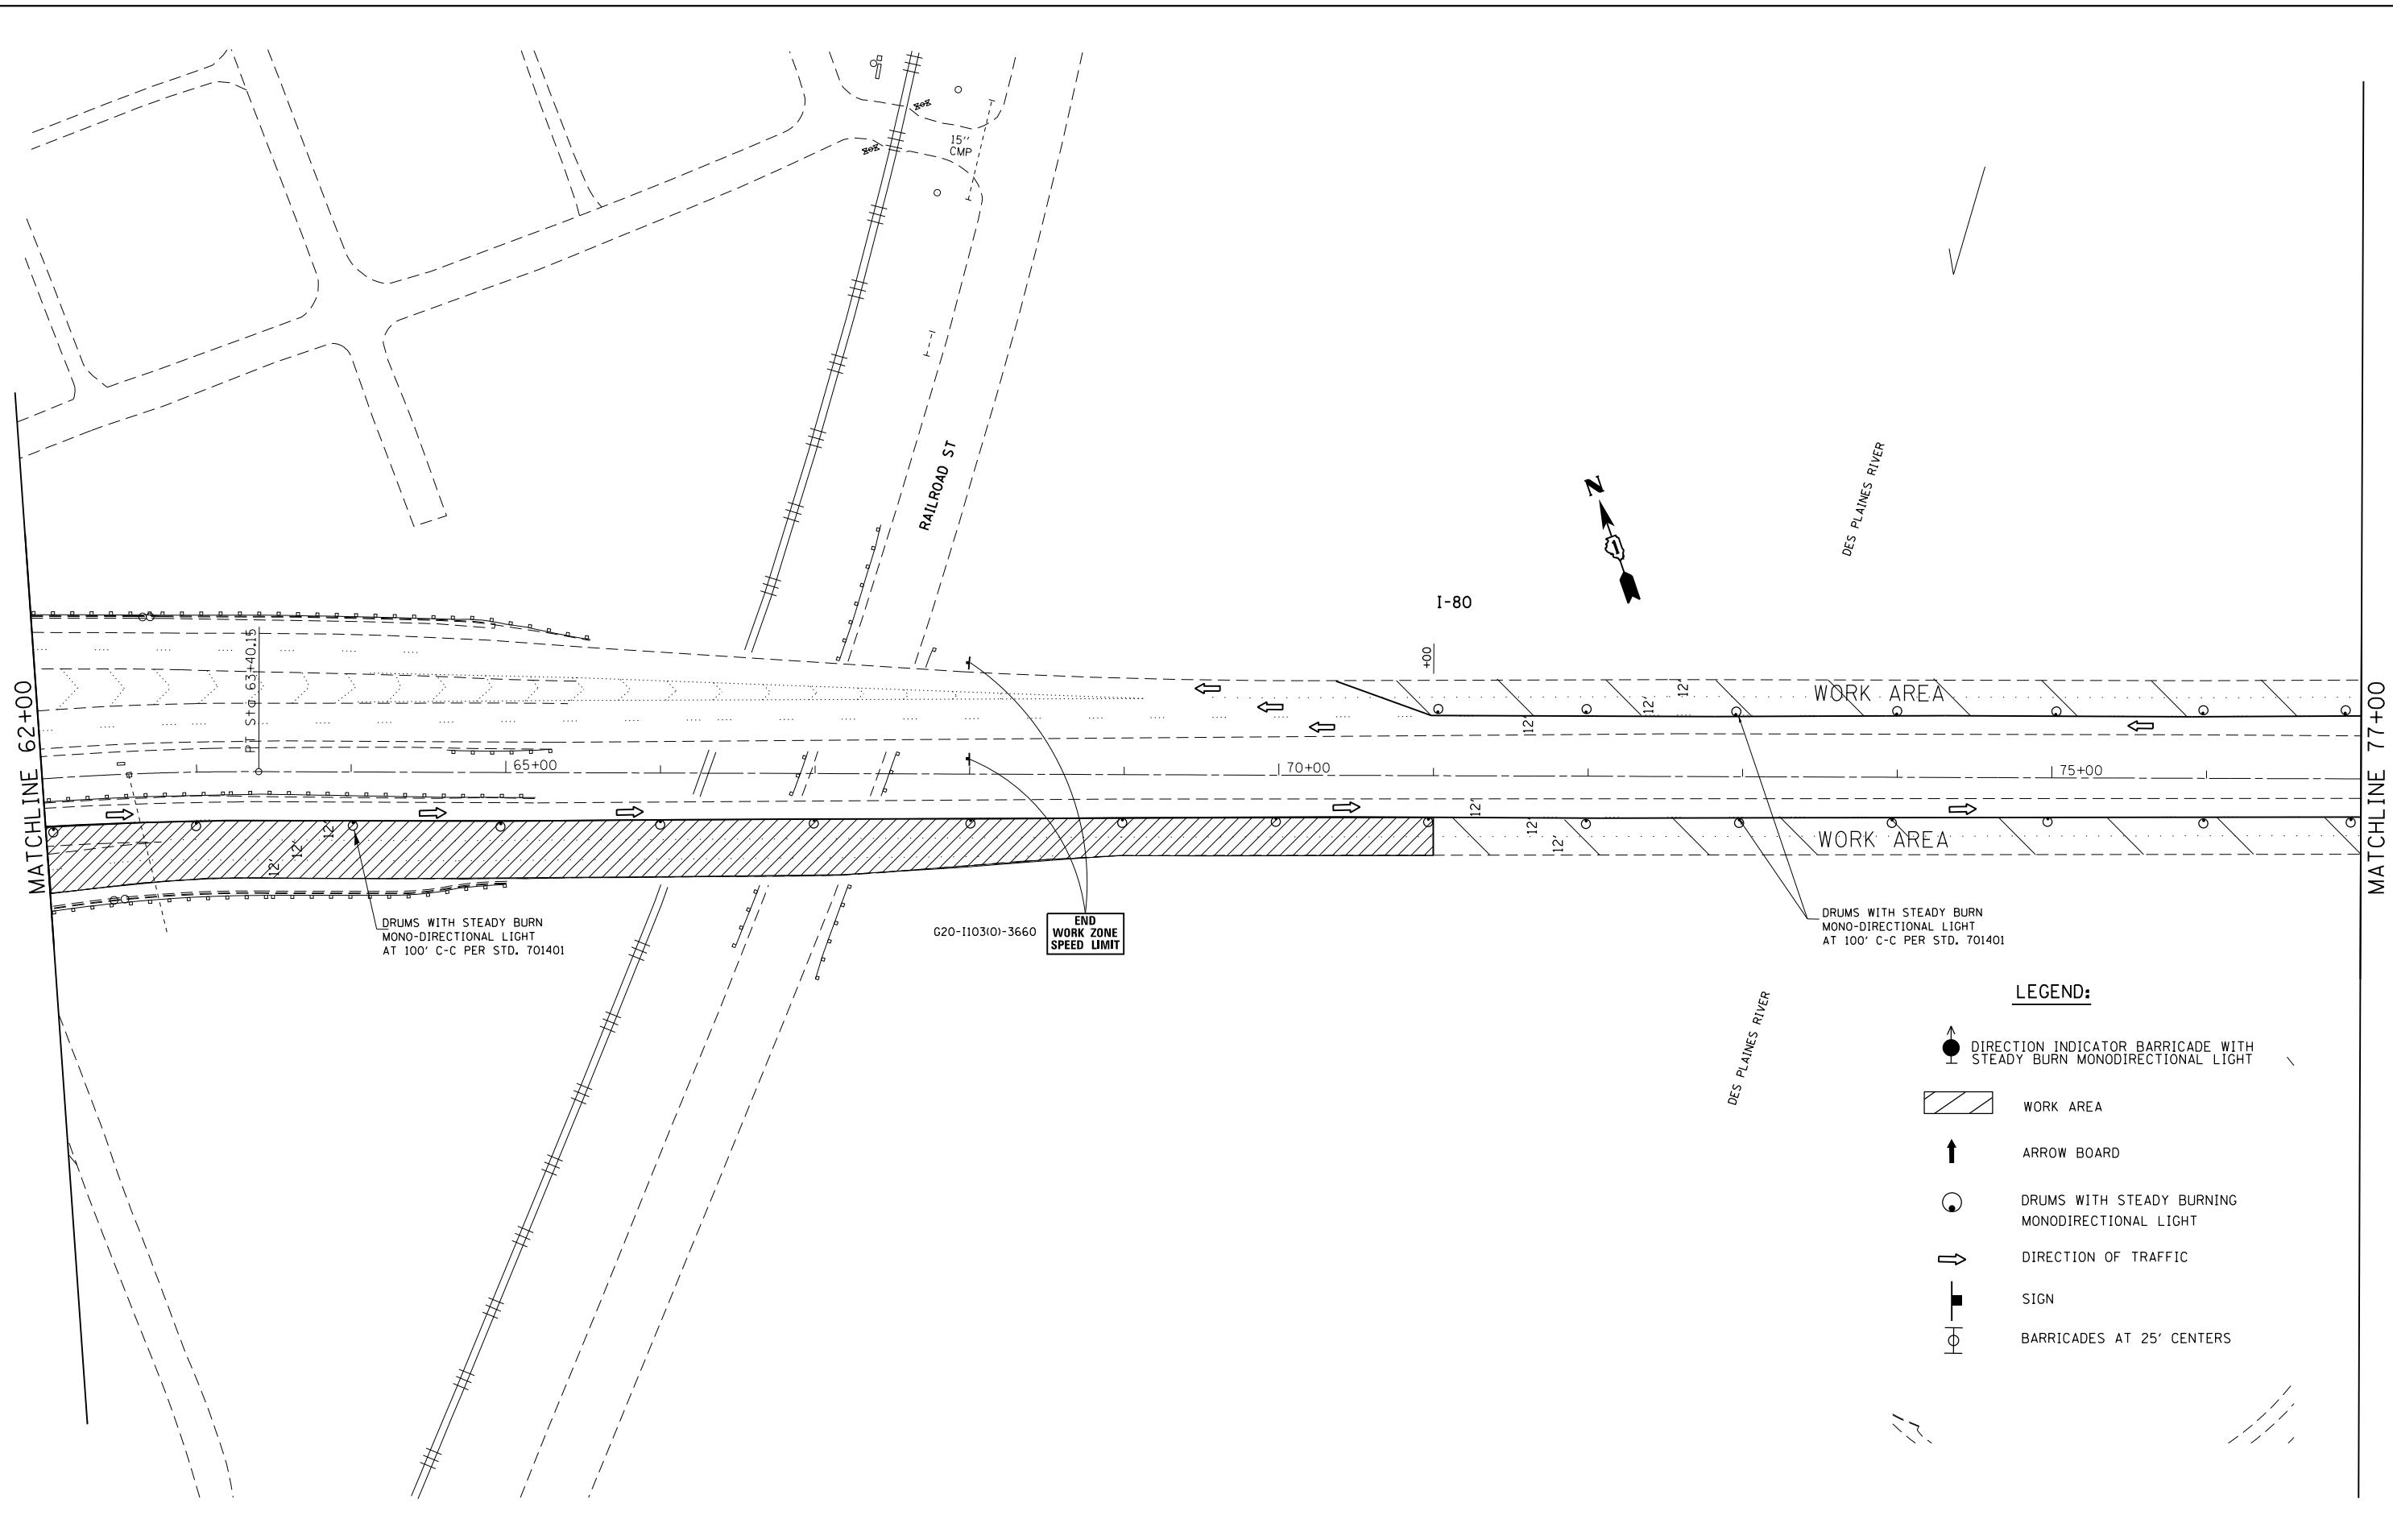 15''
CMP
RAILROAD ST
N
1
DES PLAINES RIVER
I-80
+00
MATCHLINE 62+00
PT Sta 63+40.15
65+00
70+00
75+00
12'
12'
12'
12'
12'
12'
12'
12'
12'
12'
WORK AREA
WORK AREA
MATCHLINE 77+00
DRUMS WITH STEADY BURN
MONO-DIRECTIONAL LIGHT
AT 100' C-C PER STD. 701401
G20-I103(O)-3660
END
WORK ZONE
SPEED LIMIT
DRUMS WITH STEADY BURN
MONO-DIRECTIONAL LIGHT
AT 100' C-C PER STD. 701401
DES PLAINES RIVER
LEGEND:
DIRECTION INDICATOR BARRICADE WITH
STEADY BURN MONODIRECTIONAL LIGHT
WORK AREA
ARROW BOARD
DRUMS WITH STEADY BURNING
MONODIRECTIONAL LIGHT
DIRECTION OF TRAFFIC
SIGN
BARRICADES AT 25' CENTERS